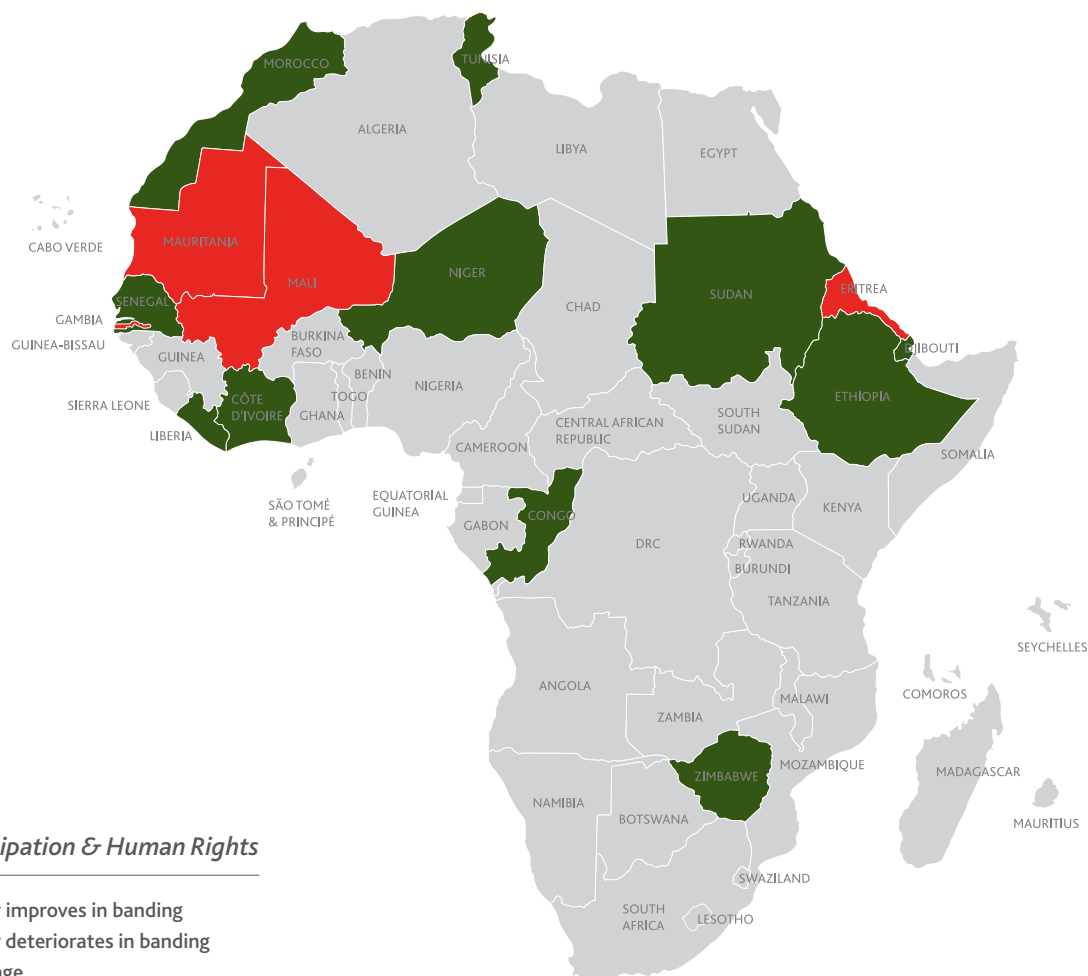 MOROCCO
TUNISIA
ALGERIA
LIBYA
EGYPT
CABO VERDE
MAURITANIA
MALI
NIGER
CHAD
SUDAN
ERITREA
SENEGAL
GAMBIA
GUINEA-BISSAU
GUINEA
BURKINA
FASO
DJIBOUTI
BENIN
NIGERIA
ETHIOPIA
SIERRA LEONE
CÔTE
D'IVOIRE
GHANA
TOGO
LIBERIA
CAMEROON
CENTRAL AFRICAN
REPUBLIC
SOUTH
SUDAN
SOMALIA
SÃO TOMÉ
& PRINCIPÉ
EQUATORIAL
GUINEA
GABON
CONGO
DRC
UGANDA
KENYA
RWANDA
BURUNDI
TANZANIA
SEYCHELLES
COMOROS
ANGOLA
ZAMBIA
MALAWI
MOZAMBIQUE
ZIMBABWE
MADAGASCAR
MAURITIUS
NAMIBIA
BOTSWANA
SWAZILAND
SOUTH
AFRICA
LESOTHO
ipation & Human Rights
improves in banding
deteriorates in banding